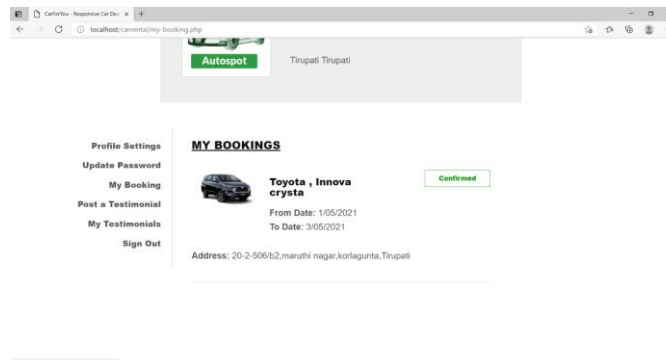 CarForYou - Responsive Car Dea
localhost/carrental/my-booking.php
Autospot
Tirupati Tirupati
Profile Settings
Update Password
My Booking
Post a Testimonial
My Testimonials
Sign Out
MY BOOKINGS
Toyota , Innova
crysta
Confirmed
From Date: 1/05/2021
To Date: 3/05/2021
Address: 20-2-506/b2,maruthi nagar,korlagunta,Tirupati